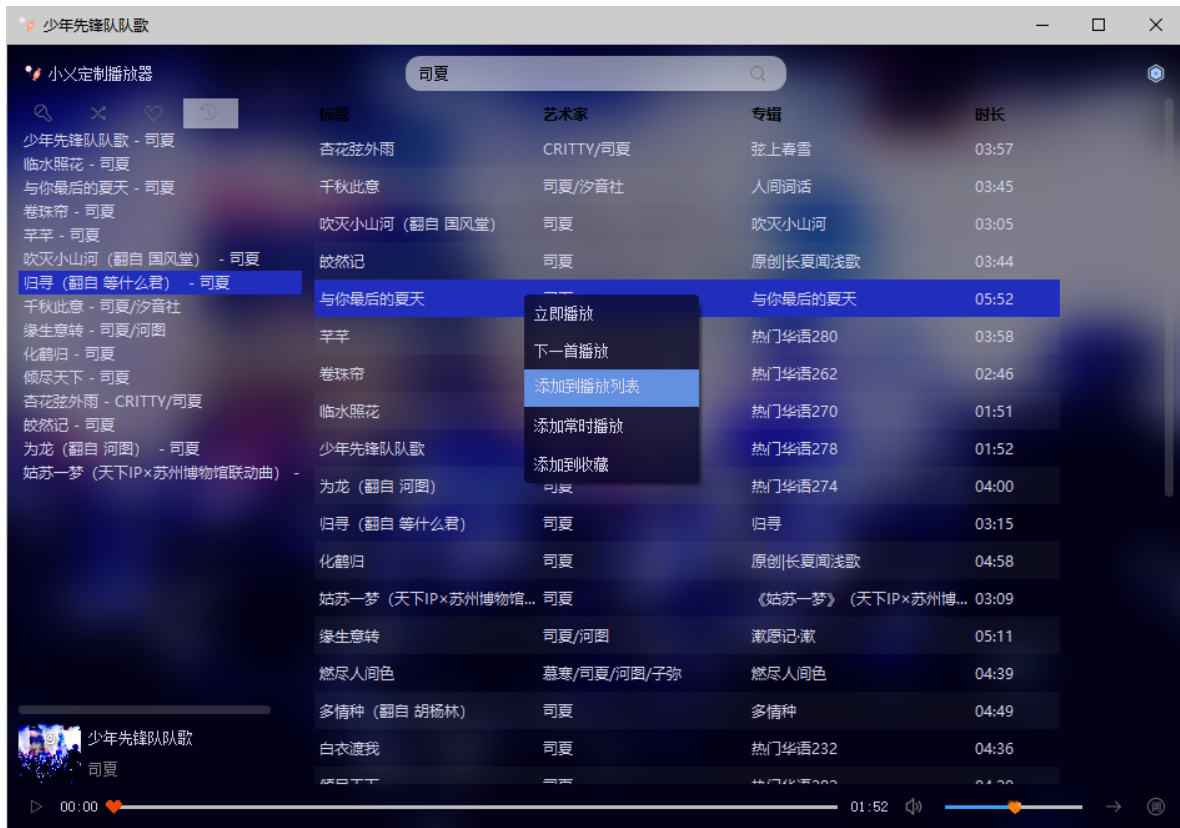 少年先锋队队歌
小乂定制播放器
司夏
少年先锋队队歌 - 司夏
临水照花 - 司夏
与你最后的夏天 - 司夏
卷珠帘 - 司夏
芊芊 - 司夏
吹灭小山河（翻自 国风堂） - 司夏
归寻（翻自 等什么君） - 司夏
千秋此意 - 司夏/汐音社
缘生意转 - 司夏/河图
化鹤归 - 司夏
倾尽天下 - 司夏
杏花弦外雨 - CRITTY/司夏
皎然记 - 司夏
为龙（翻自 河图） - 司夏
姑苏一梦（天下IP×苏州博物馆联动曲） -
标题 艺术家 专辑 时长
杏花弦外雨 CRITTY/司夏 弦上春雪 03:57
千秋此意 司夏/汐音社 人间词话 03:45
吹灭小山河（翻自 国风堂） 司夏 吹灭小山河 03:05
皎然记 司夏 原创|长夏闻浅歌 03:44
与你最后的夏天 与你最后的夏天 05:52
芊芊 热门华语280 03:58
卷珠帘 热门华语262 02:46
临水照花 热门华语270 01:51
少年先锋队队歌 热门华语278 01:52
为龙（翻自 河图） 司夏 热门华语274 04:00
归寻（翻自 等什么君） 司夏 归寻 03:15
化鹤归 司夏 原创|长夏闻浅歌 04:58
姑苏一梦（天下IP×苏州博物馆... 司夏 《姑苏一梦》（天下IP×苏州博... 03:09
缘生意转 司夏/河图 漱愿记·漱 05:11
燃尽人间色 慕寒/司夏/河图/子弥 燃尽人间色 04:39
多情种（翻自 胡杨林） 司夏 多情种 04:49
白衣渡我 司夏 热门华语232 04:36
立即播放
下一首播放
添加到播放列表
添加常时播放
添加到收藏
少年先锋队队歌
司夏
00:00 01:52
词